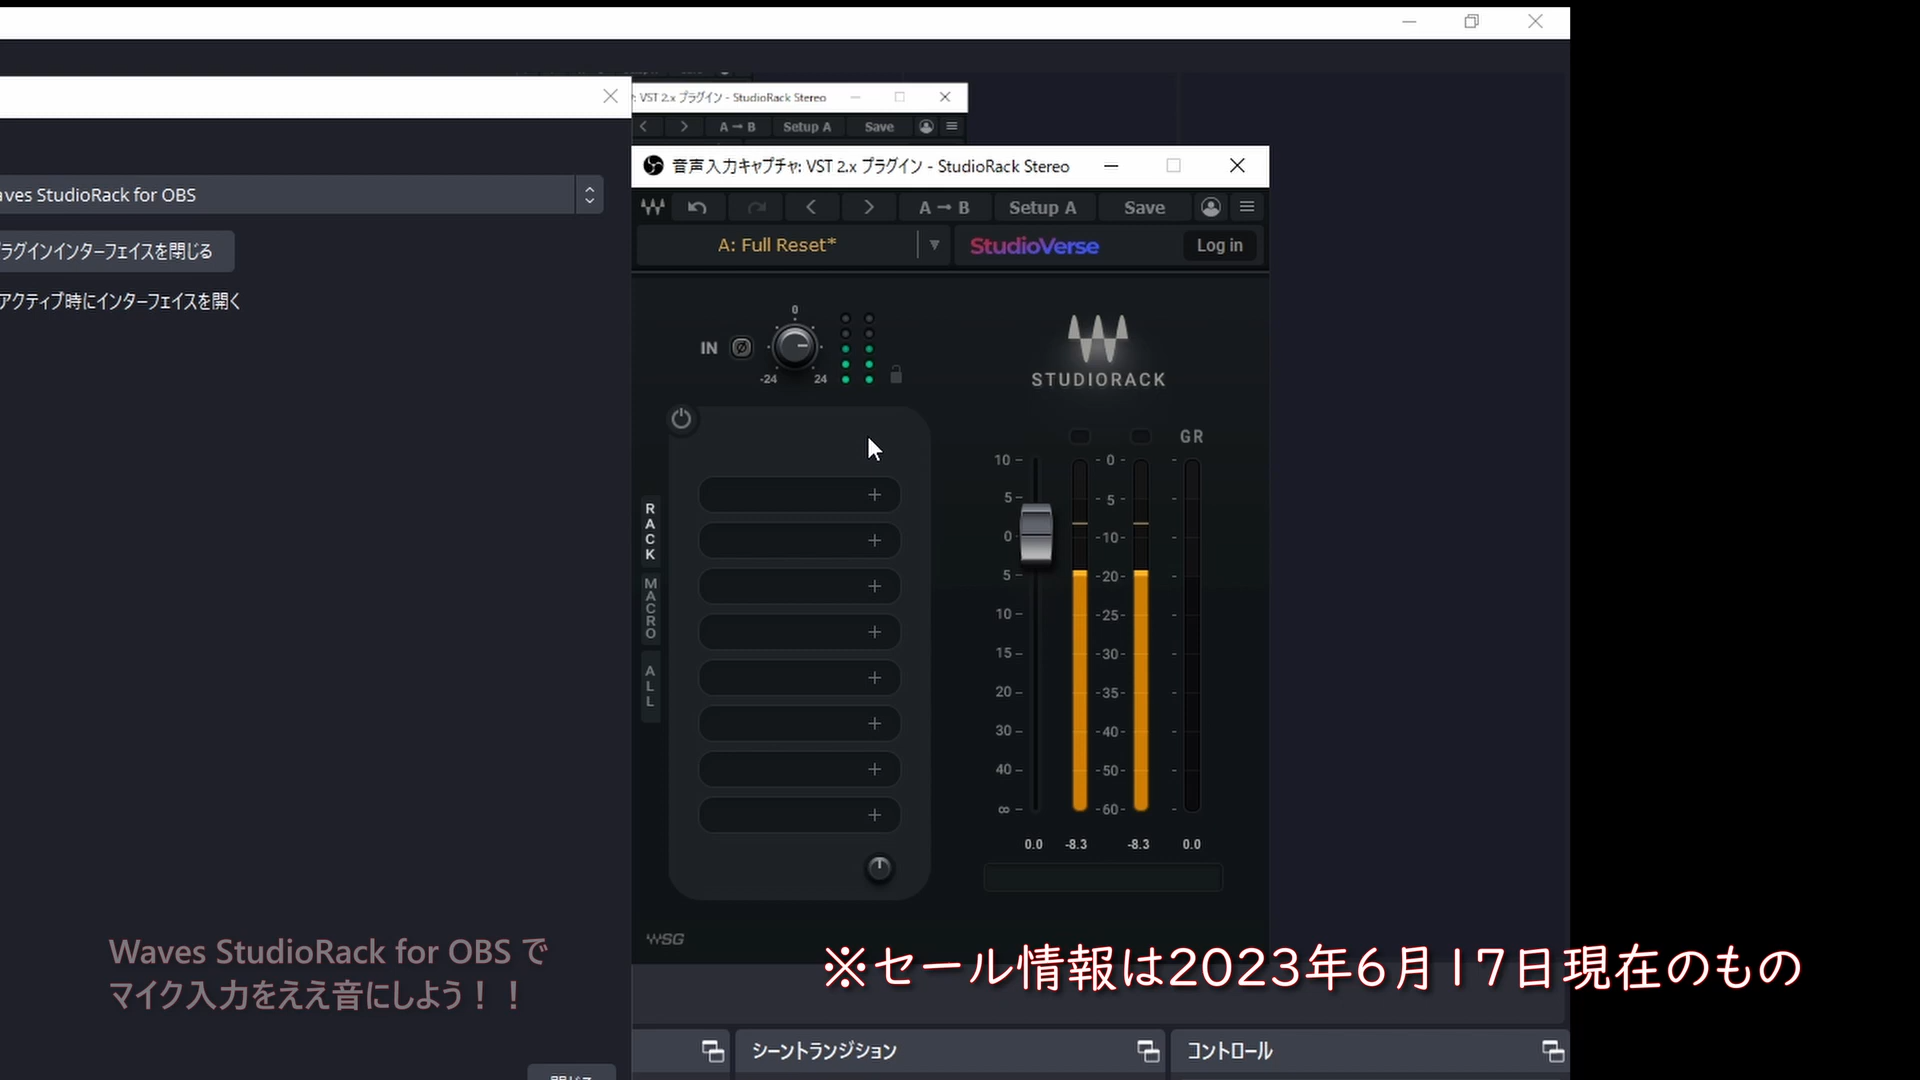 VST 2.x プラグイン - StudioRack Stereo
A→B Setup A Save
aves StudioRack for OBS
ラグインインターフェイスを閉じる
アクティブ時にインターフェイスを開く
音声入力キャプチャ: VST 2.x プラグイン - StudioRack Stereo
A→B Setup A Save
A: Full Reset* StudioVerse Log in
IN 0 -24 24
STUDIORACK
GR
RACK
MACRO
ALL
10 0
5 5
0 -10
5 -20
10 -25
15 -30
20 -35
30 -40
40 -50
∞ -60
0.0 -8.3 -8.3 0.0
WSG
Waves StudioRack for OBS で
マイク入力をええ音にしよう！！
※セール情報は2023年6月17日現在のもの
シーントランジション コントロール